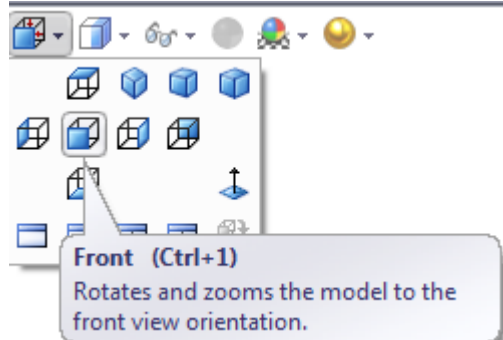 Front (Ctrl+1)
Rotates and zooms the model to the
front view orientation.